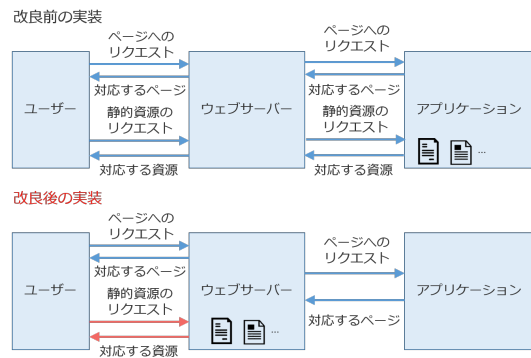 改良前の実装
ページへの
リクエスト
ページへの
リクエスト
対応するページ
対応するページ
ユーザー
ウェブサーバー
アプリケーション
静的資源の
リクエスト
静的資源の
リクエスト
...
対応する資源
対応する資源
改良後の実装
ページへの
リクエスト
ページへの
リクエスト
対応するページ
ユーザー
ウェブサーバー
アプリケーション
静的資源の
リクエスト
対応するページ
...
対応する資源